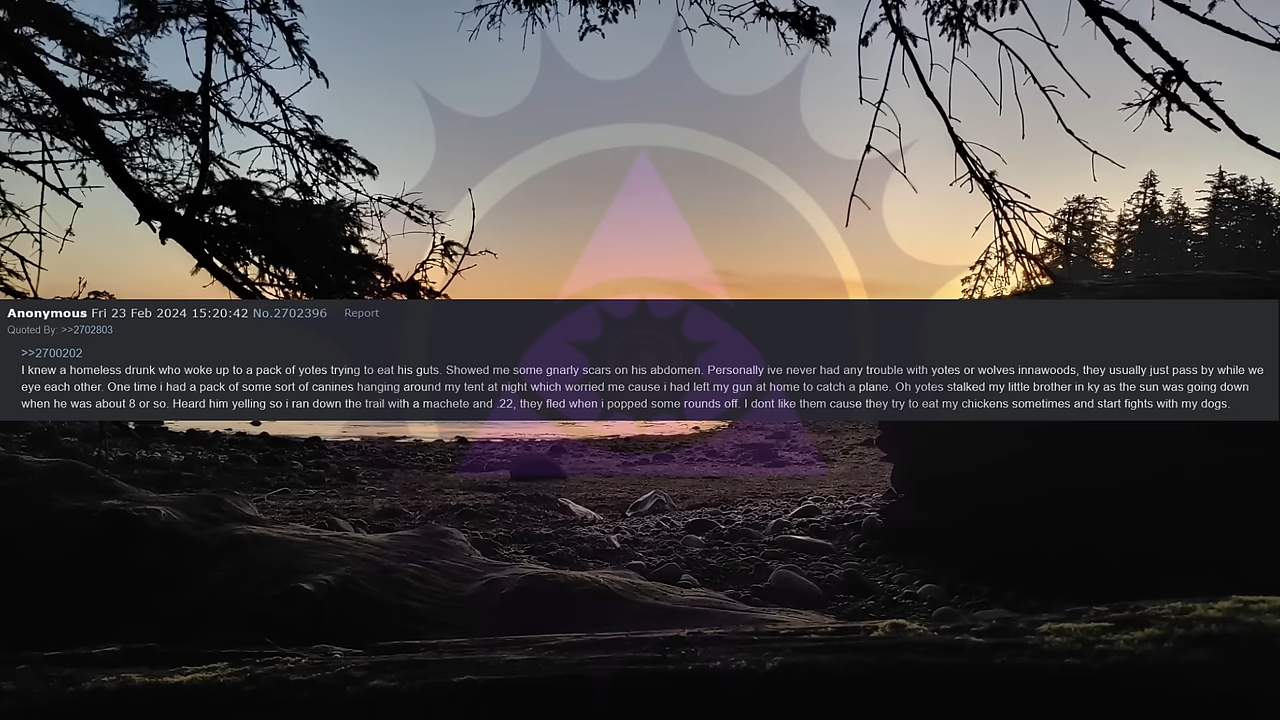 Anonymous Fri 23 Feb 2024 15:20:42 No.2702396 Report
Quoted By: >>2702803
>>2700202
I knew a homeless drunk who woke up to a pack of yotes trying to eat his guts. Showed me some gnarly scars on his abdomen. Personally ive never had any trouble with yotes or wolves innawoods, they usually just pass by while we
eye each other. One time i had a pack of some sort of canines hanging around my tent at night which worried me cause i had left my gun at home to catch a plane. Oh yotes stalked my little brother in ky as the sun was going down
when he was about 8 or so. Heard him yelling so i ran down the trail with a machete and .22, they fled when i popped some rounds off. I dont like them cause they try to eat my chickens sometimes and start fights with my dogs.